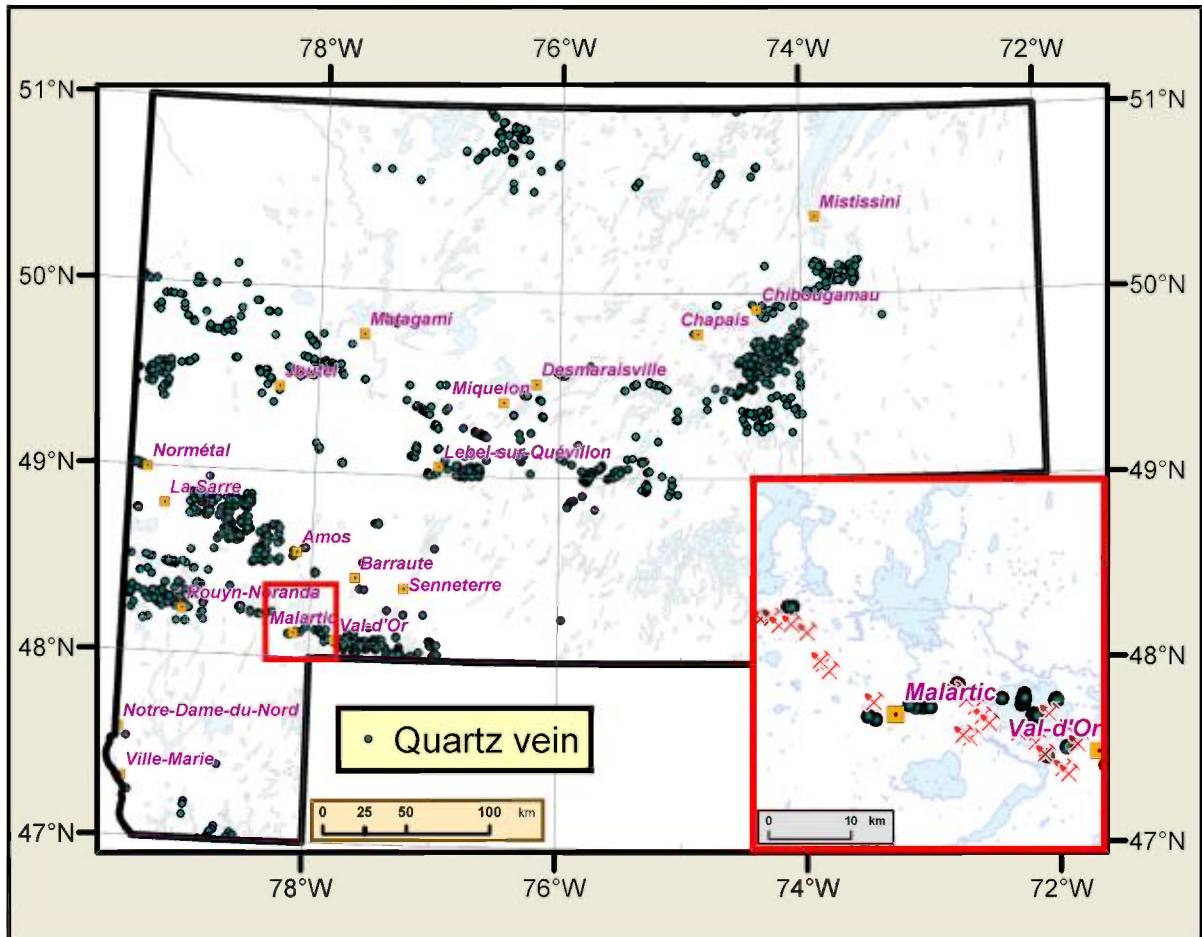 78°W 76°W 74°W 72°W
51°N 51°N
Mistissini
50°N 50°N
Chibougamau
Matagami Chapais
Joutel Desmaraisville
Miquelon
Normétal Lebel-sur-Quévillon
49°N 49°N
La Sarre
Amos
Barraute
Rouyn-Noranda Senneterre
Malartic Val-d'Or
48°N 48°N
Malartic
Val-d'Or
Notre-Dame-du-Nord
Quartz vein
Ville-Marie
0 25 50 100 km
0 10 km
47°N 47°N
78°W 76°W 74°W 72°W